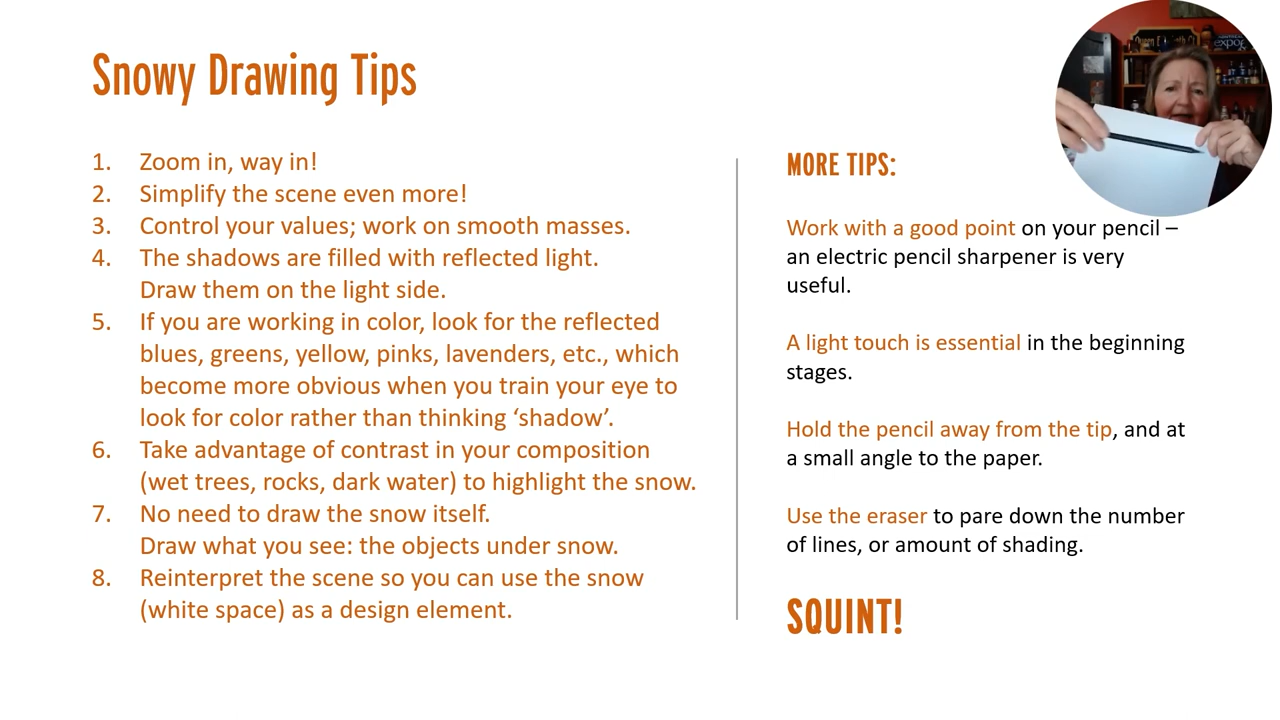 Snowy Drawing Tips
1. Zoom in, way in!
2. Simplify the scene even more!
3. Control your values; work on smooth masses.
4. The shadows are filled with reflected light.
Draw them on the light side.
5. If you are working in color, look for the reflected
blues, greens, yellow, pinks, lavenders, etc., which
become more obvious when you train your eye to
look for color rather than thinking ‘shadow’.
6. Take advantage of contrast in your composition
(wet trees, rocks, dark water) to highlight the snow.
7. No need to draw the snow itself.
Draw what you see: the objects under snow.
8. Reinterpret the scene so you can use the snow
(white space) as a design element.
MORE TIPS:
Work with a good point on your pencil –
an electric pencil sharpener is very
useful.
A light touch is essential in the beginning
stages.
Hold the pencil away from the tip, and at
a small angle to the paper.
Use the eraser to pare down the number
of lines, or amount of shading.
SQUINT!
Queen